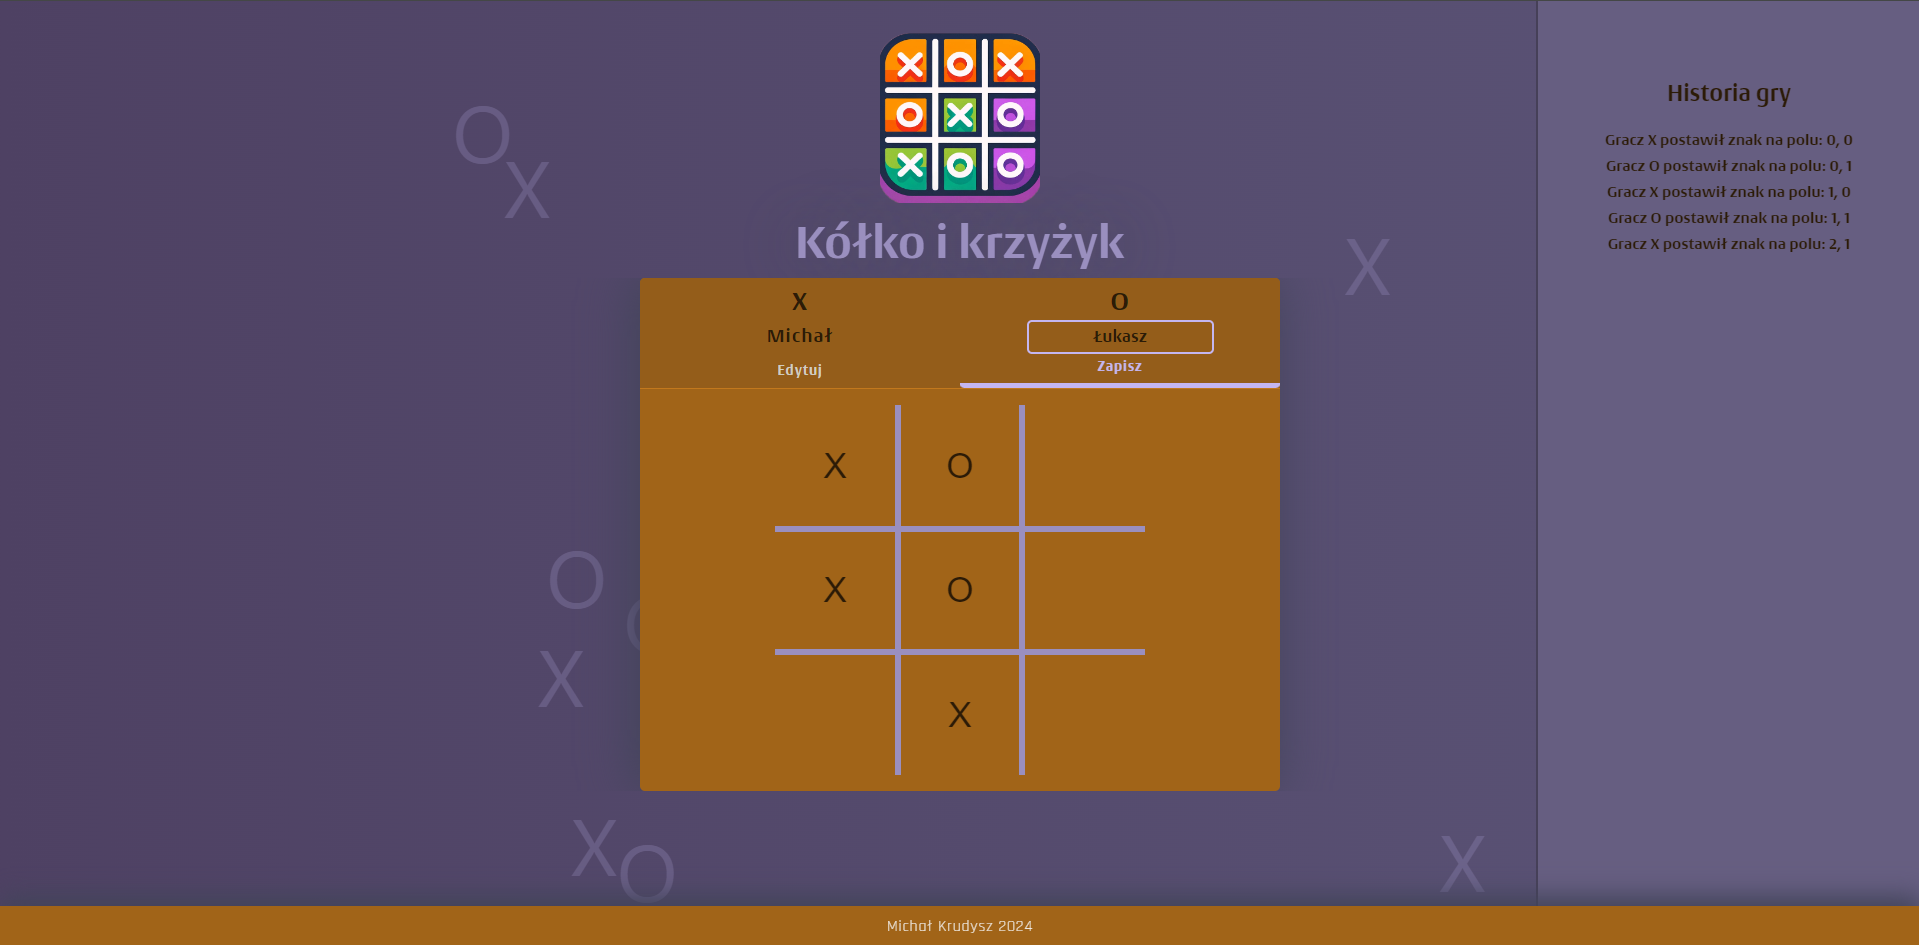 X O X
O X O
X O O
Kółko i krzyżyk
X O
Michał Łukasz
Edytuj Zapisz
X O
X O
X
Historia gry
Gracz X postawił znak na polu: 0, 0
Gracz O postawił znak na polu: 0, 1
Gracz X postawił znak na polu: 1, 0
Gracz O postawił znak na polu: 1, 1
Gracz X postawił znak na polu: 2, 1
O
X
X
O
X
X
O
X
Michał Krudysz 2024